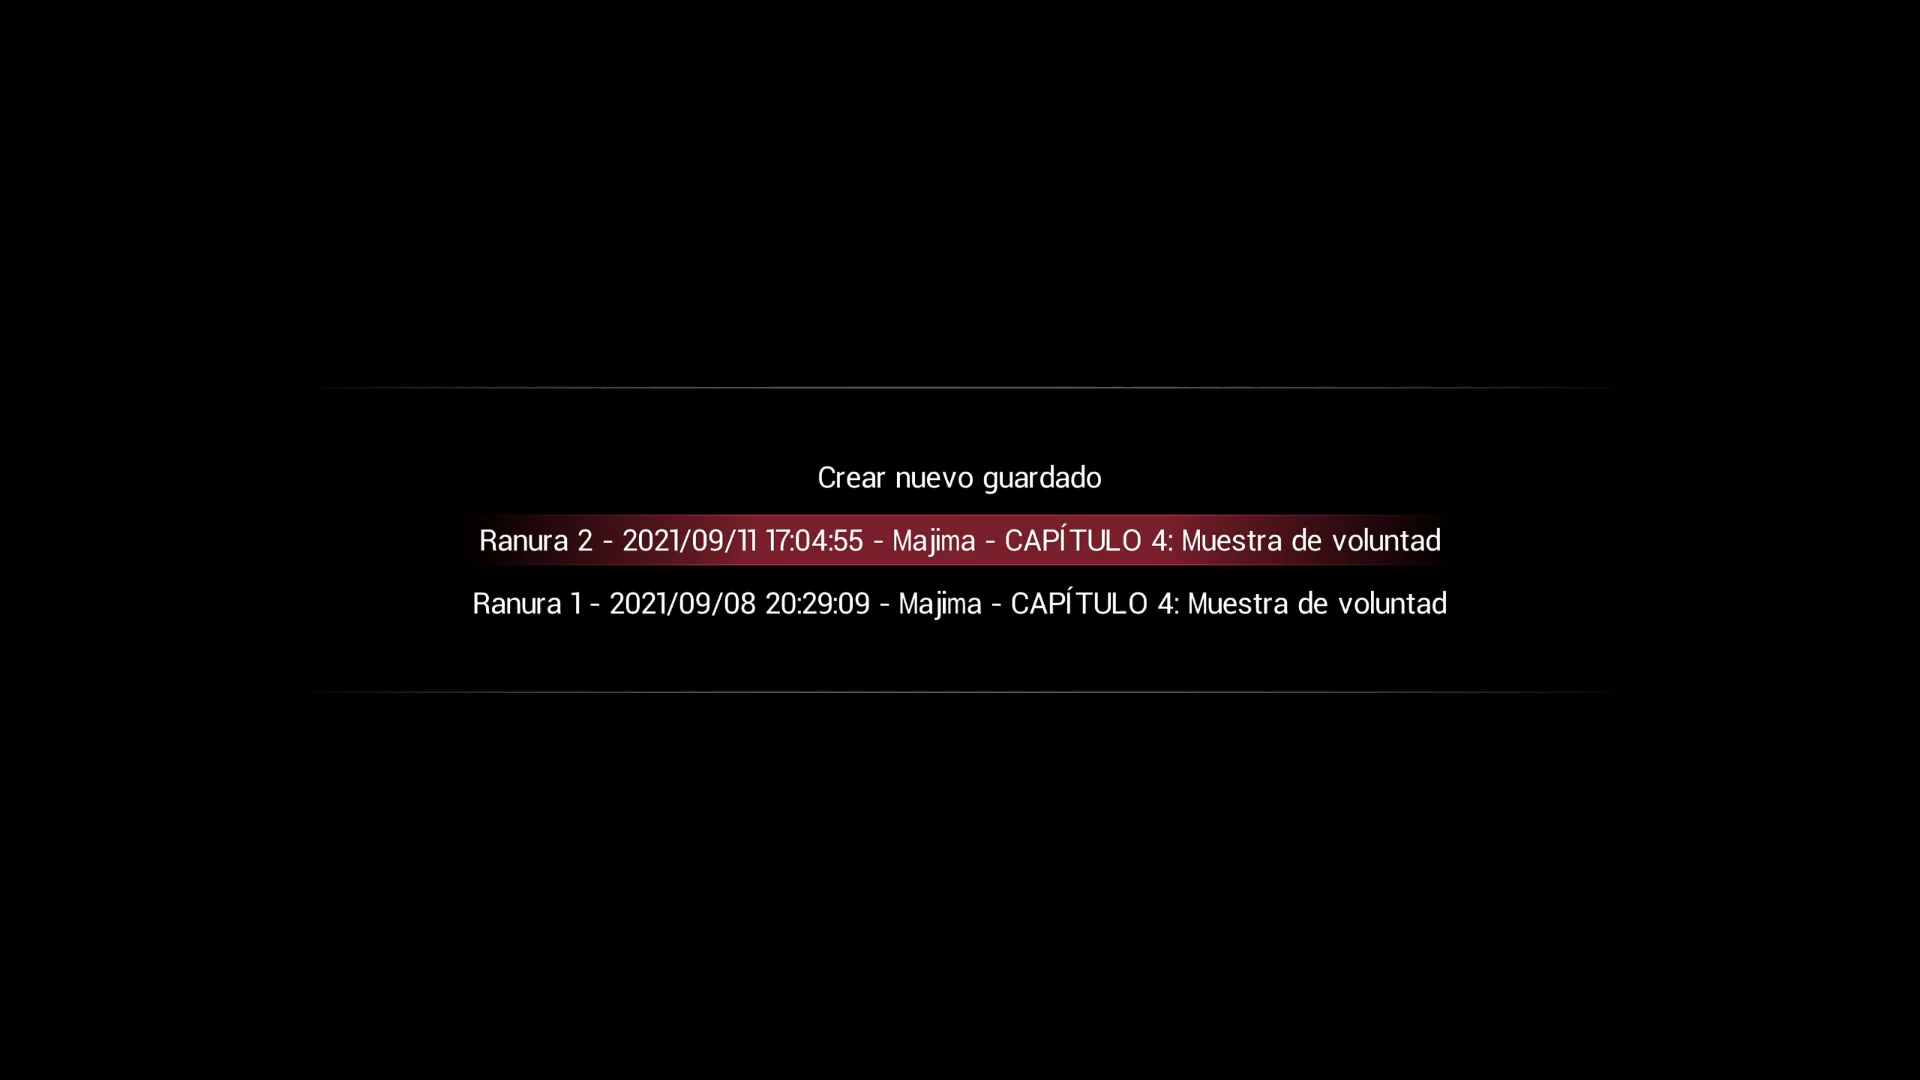 Crear nuevo guardado
Ranura 2 - 2021/09/11 17:04:55 - Majima - CAPÍTULO 4: Muestra de voluntad
Ranura 1 - 2021/09/08 20:29:09 - Majima - CAPÍTULO 4: Muestra de voluntad